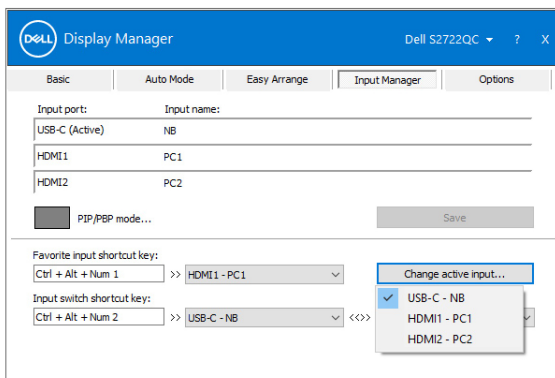 DELL Display Manager Dell S2722QC ? X
Basic Auto Mode Easy Arrange Input Manager Options
Input port: Input name:
USB-C (Active) NB
HDMI1 PC1
HDMI2 PC2
PIP/PBP mode... Save
Favorite input shortcut key:
Ctrl + Alt + Num 1 >> HDMI1 - PC1 Change active input...
Input switch shortcut key:
Ctrl + Alt + Num 2 >> USB-C - NB <<>>
USB-C - NB
HDMI1 - PC1
HDMI2 - PC2